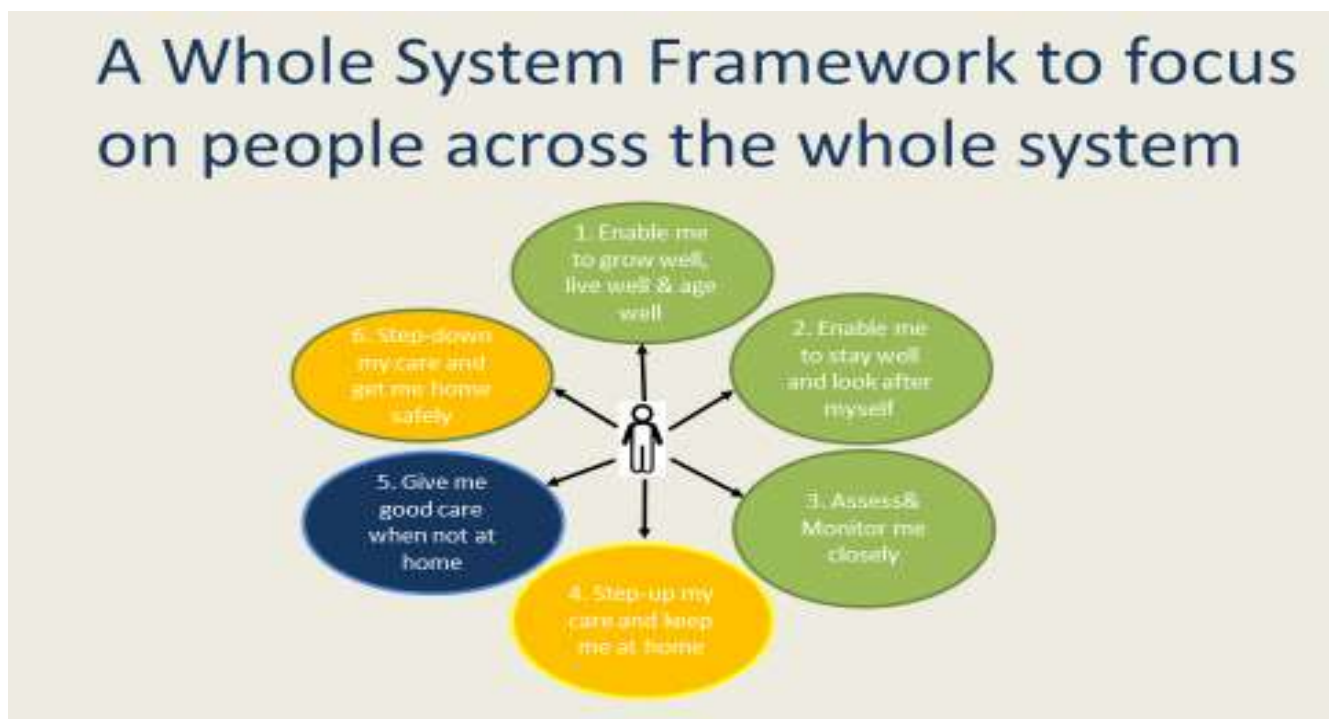 A Whole System Framework to focus
on people across the whole system
1. Enable me
to grow well,
live well & age
well
2. Enable me
to stay well
and look after
myself
3. Assess&
Monitor me
closely
4. Step-up my
care and keep
me at home
5. Give me
good care
when not at
home
6. Step-down
my care and
get me home
safely